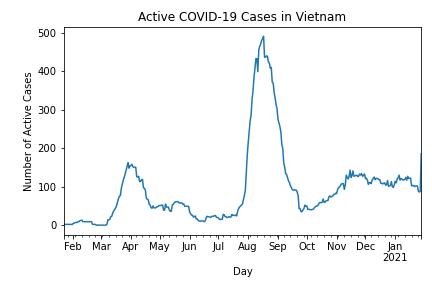 Active COVID-19 Cases in Vietnam
Number of Active Cases
500
400
300
200
100
0
Feb Mar Apr May Jun Jul Aug Sep Oct Nov Dec Jan
2021
Day